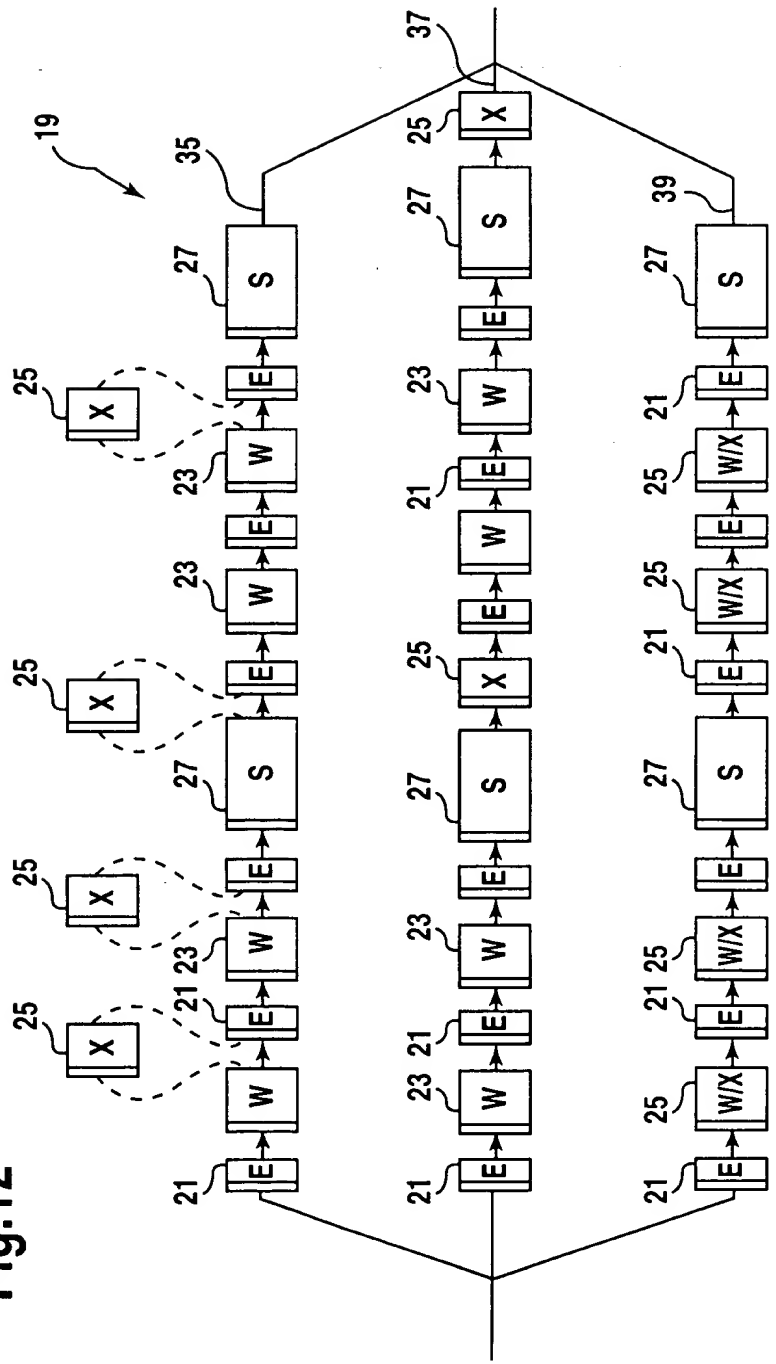 Fig.12
19
25 25 25 25
X X X X
21 21 23 27 23 23 27 35
E W E W E S E W E W E S
21 23 21 23 27 25 21 23 27 25 37
E W E W E S X E W E W E S X
21 25 21 25 27 21 25 25 21 27 39
E W/X E W/X E S E W/X E W/X E S